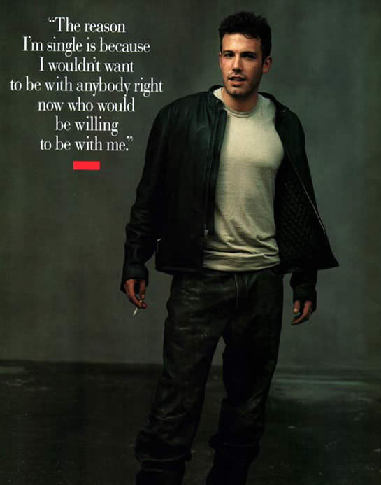 “The reason
I'm single is because
I wouldn't want
to be with anybody right
now who would
be willing
to be with me.”